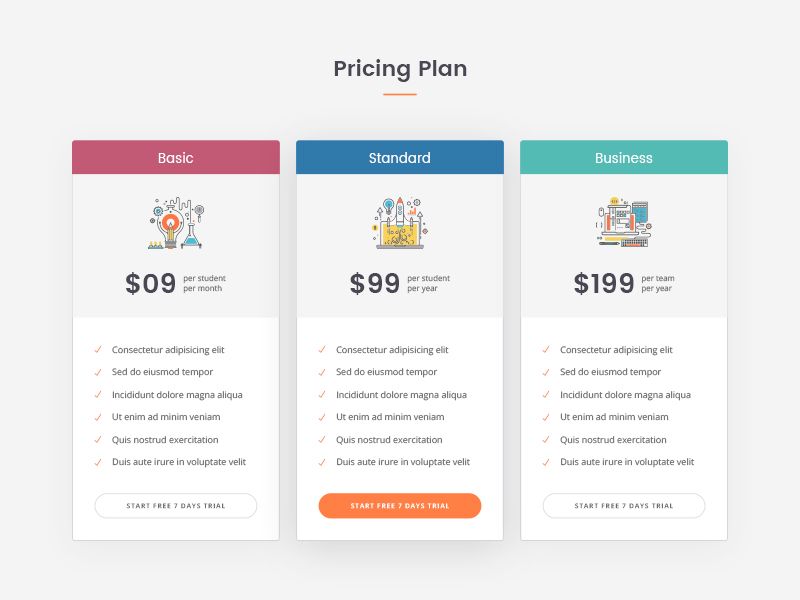 Pricing Plan
Basic
$09 per student
per month
Consectetur adipisicing elit
Sed do eiusmod tempor
Incididunt dolore magna aliqua
Ut enim ad minim veniam
Quis nostrud exercitation
Duis aute irure in voluptate velit
START FREE 7 DAYS TRIAL
Standard
$99 per student
per year
Consectetur adipisicing elit
Sed do eiusmod tempor
Incididunt dolore magna aliqua
Ut enim ad minim veniam
Quis nostrud exercitation
Duis aute irure in voluptate velit
START FREE 7 DAYS TRIAL
Business
$199 per team
per year
Consectetur adipisicing elit
Sed do eiusmod tempor
Incididunt dolore magna aliqua
Ut enim ad minim veniam
Quis nostrud exercitation
Duis aute irure in voluptate velit
START FREE 7 DAYS TRIAL